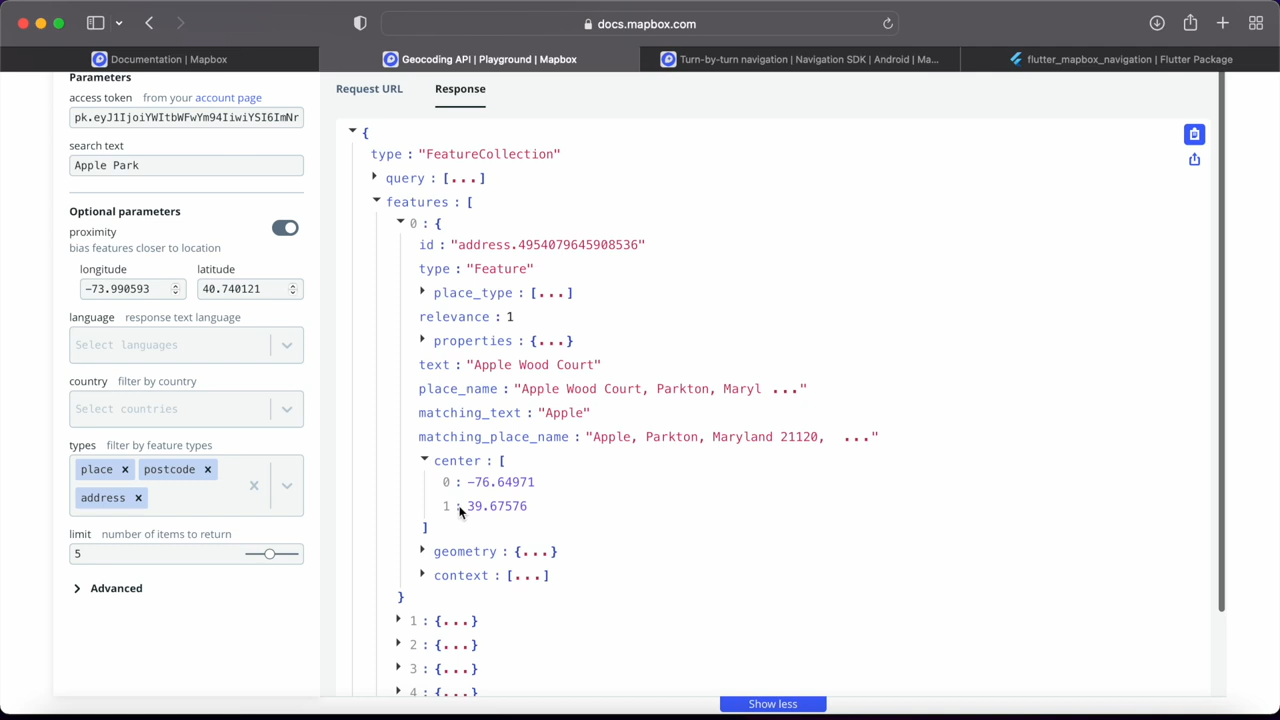 docs.mapbox.com
Documentation | Mapbox
Geocoding API | Playground | Mapbox
Turn-by-turn navigation | Navigation SDK | Android | Ma...
flutter_mapbox_navigation | Flutter Package
Parameters
access token from your account page
pk.eyJ1IjoiYWItbWFwYm94IiwiYSI6ImNr
search text
Apple Park
Optional parameters
proximity
bias features closer to location
longitude latitude
-73.990593 40.740121
language response text language
Select languages
country filter by country
Select countries
types filter by feature types
place × postcode ×
address ×
limit number of items to return
5
Advanced
Request URL Response
{
type : "FeatureCollection"
query : [...]
features : [
0 : {
id : "address.4954079645908536"
type : "Feature"
place_type : [...]
relevance : 1
properties : {...}
text : "Apple Wood Court"
place_name : "Apple Wood Court, Parkton, Maryl ..."
matching_text : "Apple"
matching_place_name : "Apple, Parkton, Maryland 21120, ..."
center : [
0 : -76.64971
1 : 39.67576
]
geometry : {...}
context : [...]
}
1 : {...}
2 : {...}
3 : {...}
4 : {...}
Show less